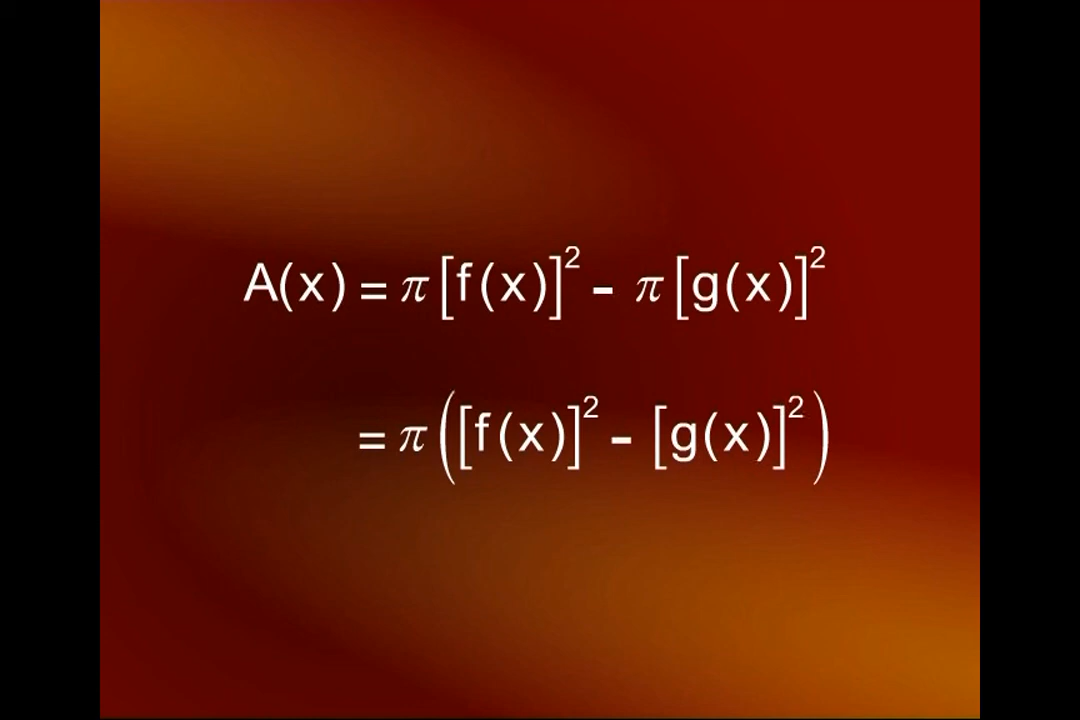 A(x) = π[f(x)]² - π[g(x)]²
= π([f(x)]² - [g(x)]²)